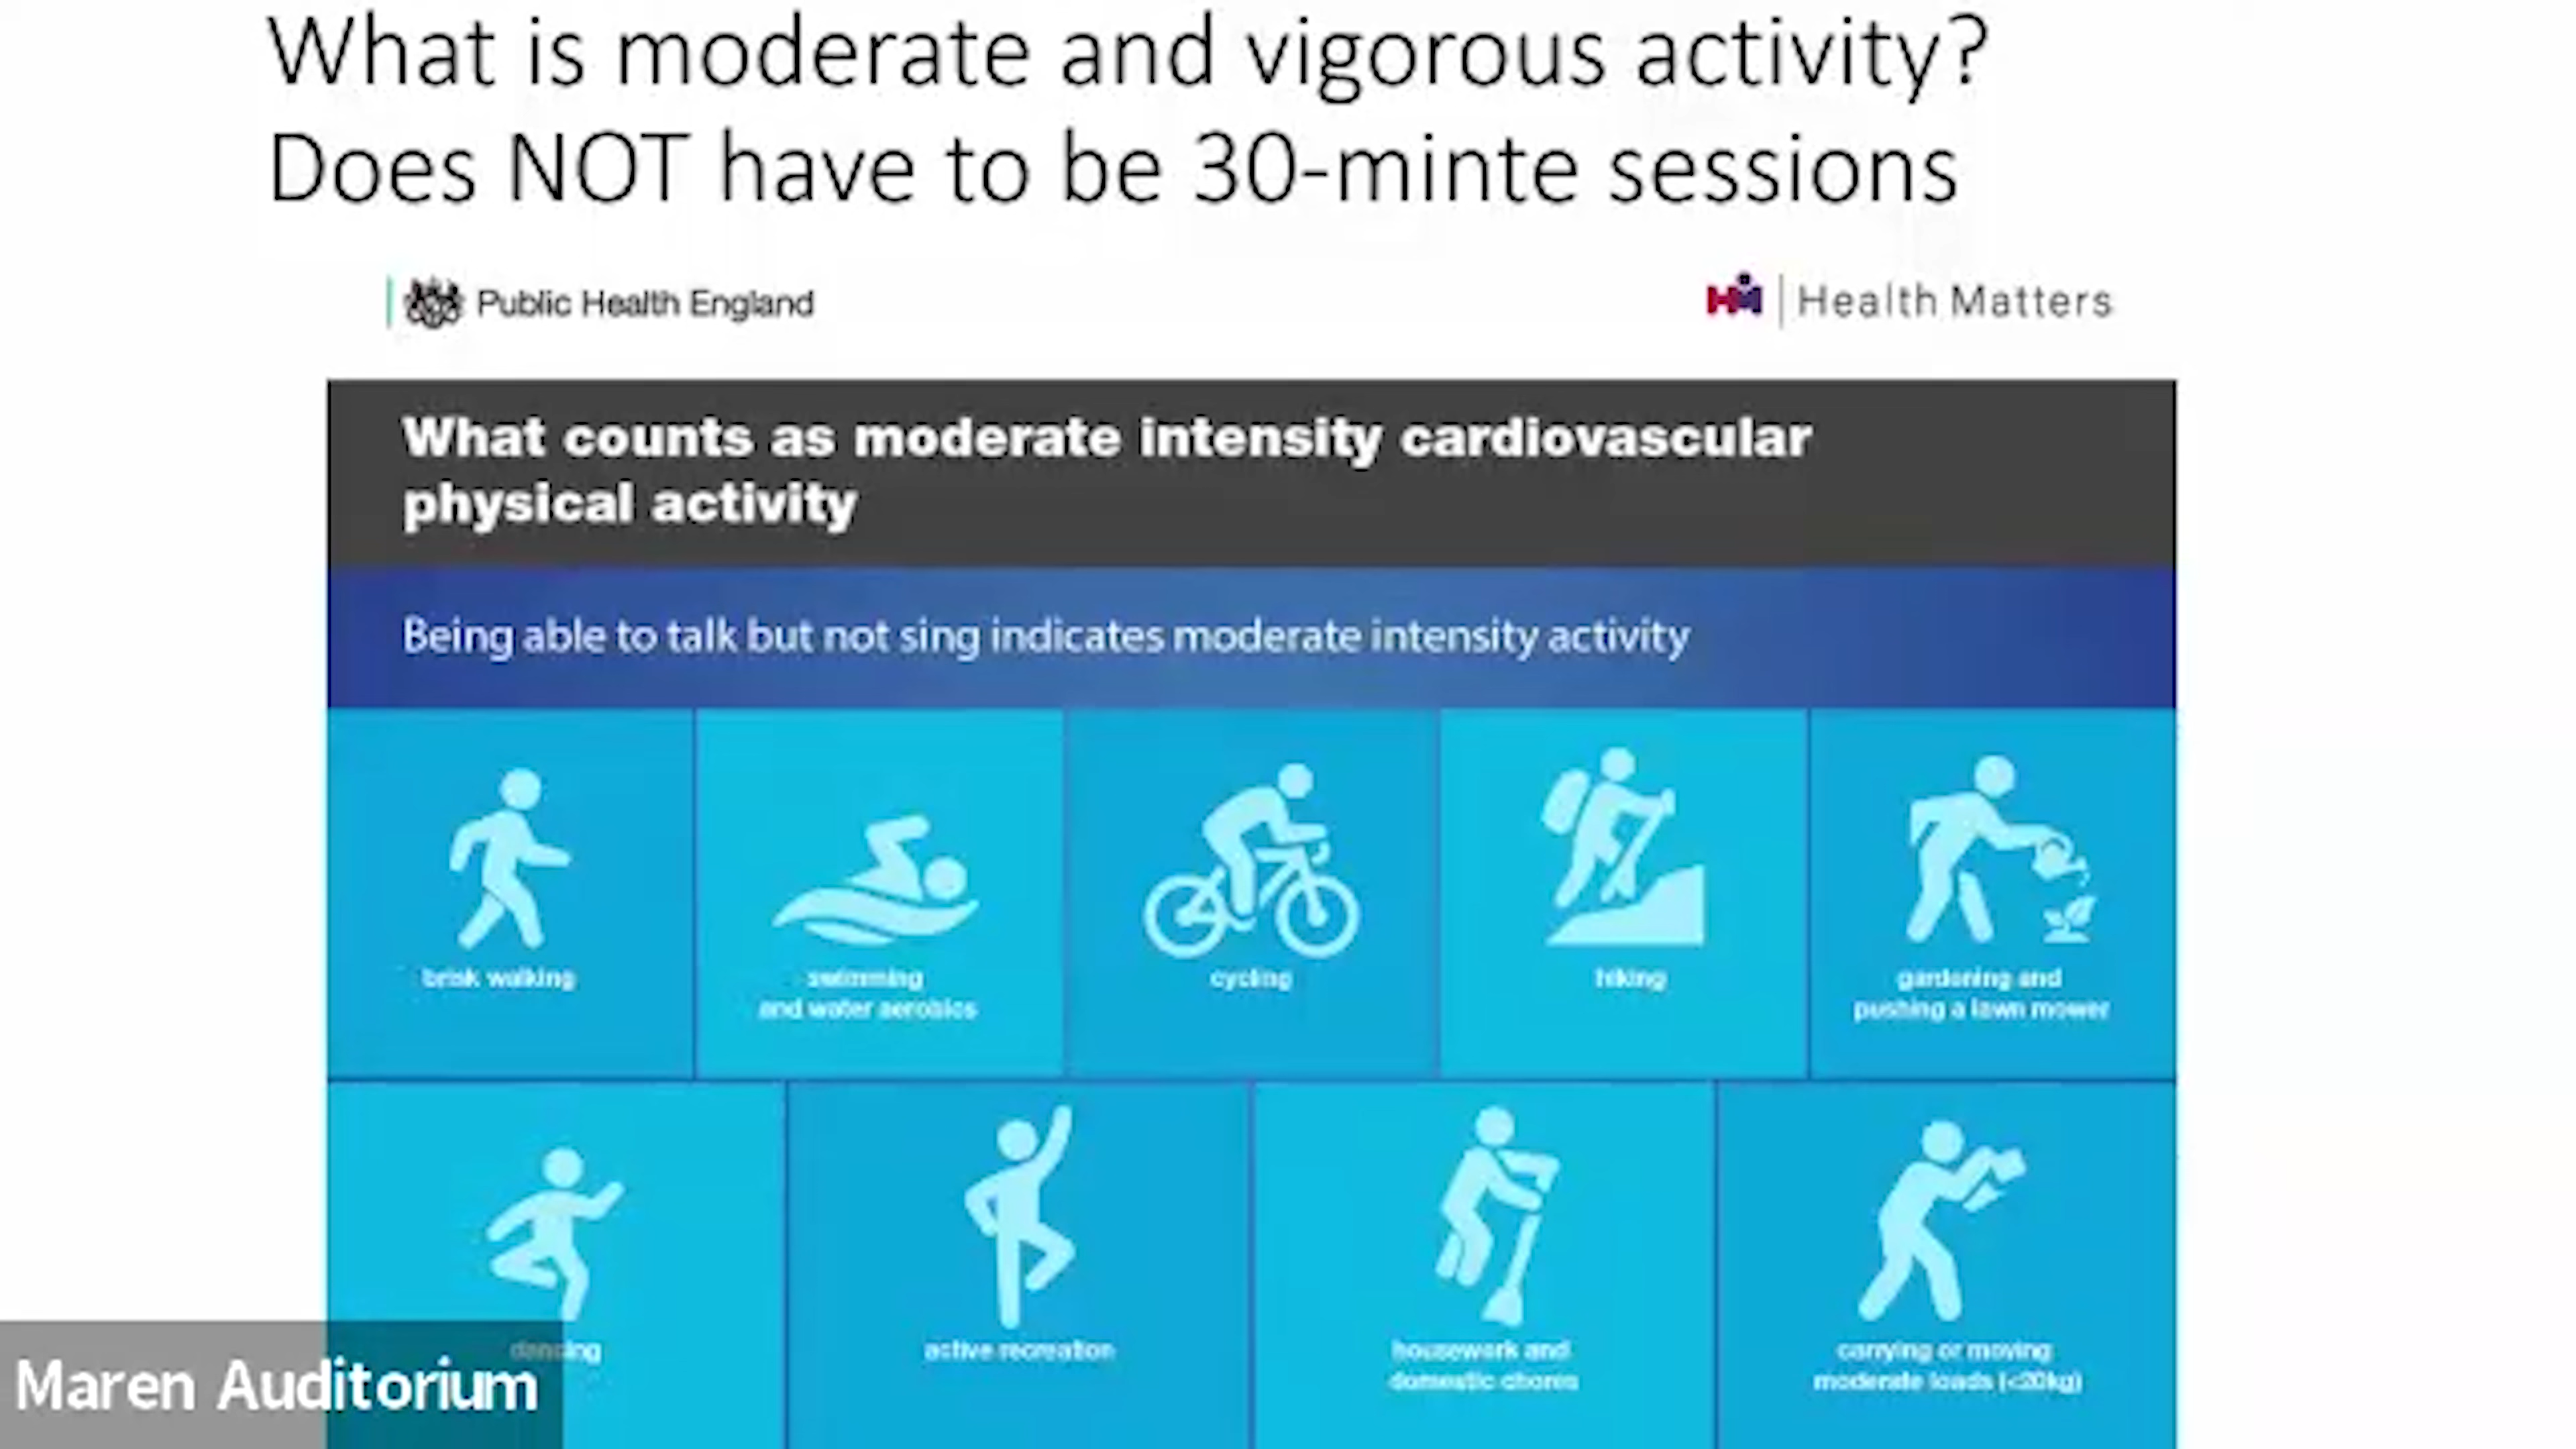 What is moderate and vigorous activity?
Does NOT have to be 30-minte sessions
Public Health England
HM Health Matters
What counts as moderate intensity cardiovascular
physical activity
Being able to talk but not sing indicates moderate intensity activity
brisk walking
swimming
and water aerobics
cycling
hiking
gardening and
pushing a lawn mower
dancing
active recreation
housework and
domestic chores
carrying or moving
moderate loads (<20kg)
Maren Auditorium